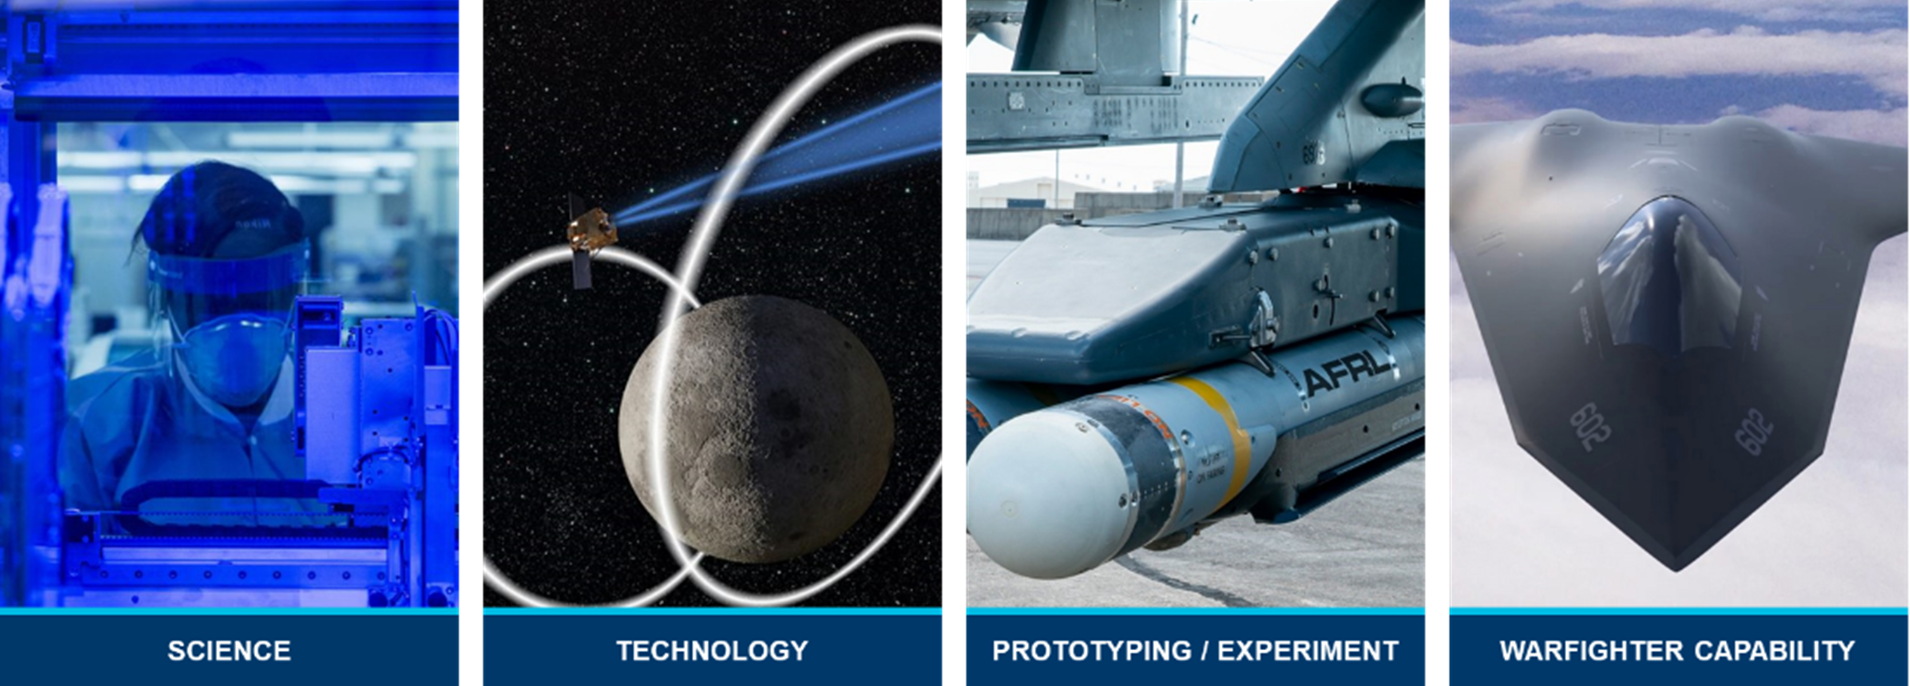 AFRL
602
602
SCIENCE
TECHNOLOGY
PROTOTYPING / EXPERIMENT
WARFIGHTER CAPABILITY